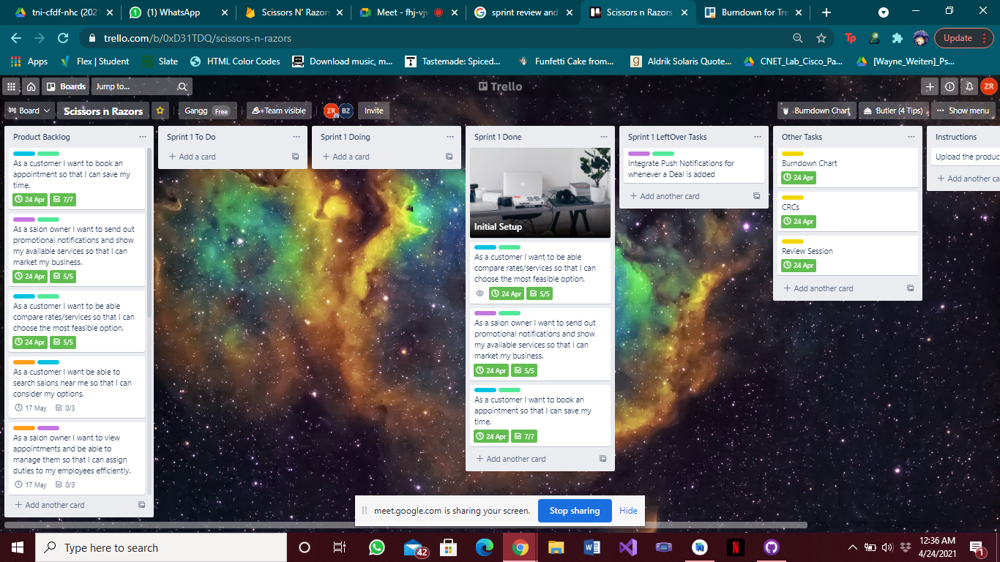 tni-cfdf-nhc (202
(1) WhatsApp
Scissors N' Razor
Meet - fhj-vjw
sprint review and
Scissors n Razors
Burndown for Tre
trello.com/b/0xD31TDQ/scissors-n-razors
Update
Apps
Flex | Student
Slate
HTML Color Codes
Download music, m...
Tastemade: Spiced...
Funfetti Cake from...
Aldrik Solaris Quote...
CNET_Lab_Cisco_Pa...
[Wayne_Weiten]_Ps...
Boards
Jump to...
Trello
ZR
Board
Scissors n Razors
Gangg Free
Team visible
ZR
BZ
Invite
Burndown Chart
Butler (4 Tips)
... Show menu
Product Backlog
As a customer I want to book an
appointment so that I can save my
time.
24 Apr 7/7
As a salon owner I want to send out
promotional notifications and show
my available services so that I can
market my business.
24 Apr 5/5
As a customer I want to be able
compare rates/services so that I can
choose the most feasible option.
24 Apr 5/5
As a customer I want be able to
search salons near me so that I can
consider my options.
17 May 0/3
As a salon owner I want to view
appointments and be able to
manage them so that I can assign
duties to my employees efficiently.
17 May 0/3
+ Add another card
Sprint 1 To Do
+ Add a card
Sprint 1 Doing
+ Add a card
Sprint 1 Done
Initial Setup
As a customer I want to be able
compare rates/services so that I can
choose the most feasible option.
24 Apr 5/5
As a salon owner I want to send out
promotional notifications and show
my available services so that I can
market my business.
24 Apr 5/5
As a customer I want to book an
appointment so that I can save my
time.
24 Apr 7/7
+ Add another card
Sprint 1 LeftOver Tasks
Integrate Push Notifications for
whenever a Deal is added
+ Add another card
Other Tasks
Burndown Chart
24 Apr
CRCs
24 Apr
Review Session
24 Apr
+ Add another card
Instructions
Upload the produc
+ Add another ca
meet.google.com is sharing your screen.
Stop sharing
Hide
Type here to search
42
12:36 AM
4/24/2021
1